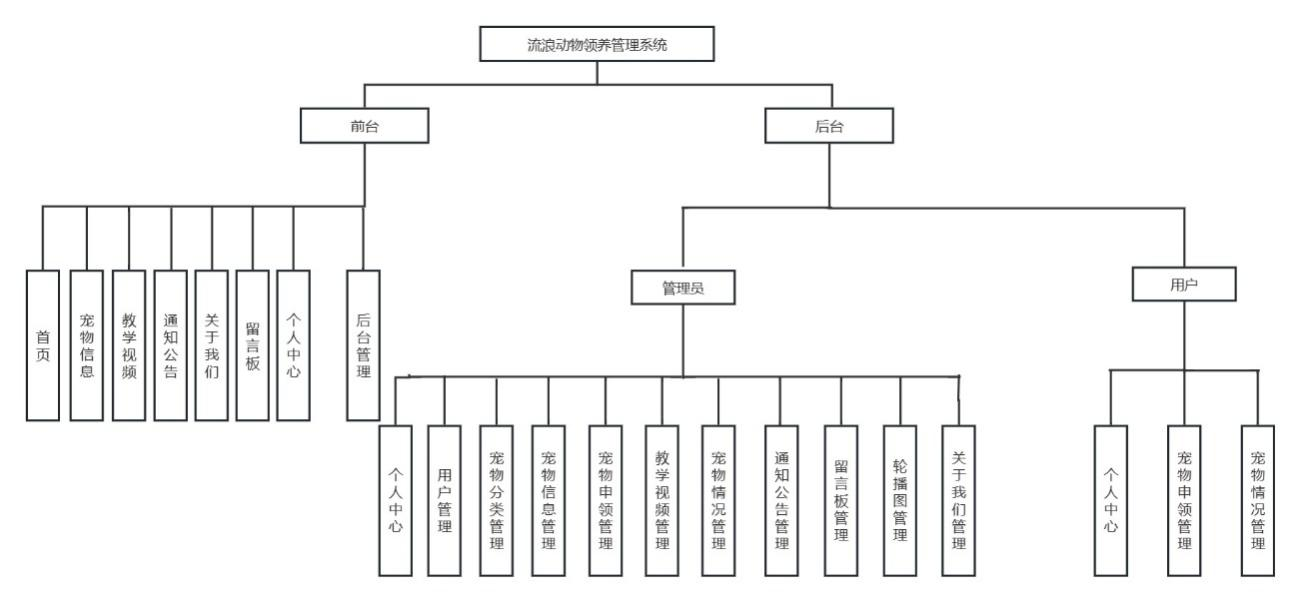 流浪动物领养管理系统
前台
后台
管理员
用户
首页
宠物信息
教学视频
通知公告
关于我们
留言板
个人中心
后台管理
个人中心
用户管理
宠物分类管理
宠物信息管理
宠物申领管理
教学视频管理
宠物情况管理
通知公告管理
留言板管理
轮播图管理
关于我们管理
个人中心
宠物申领管理
宠物情况管理